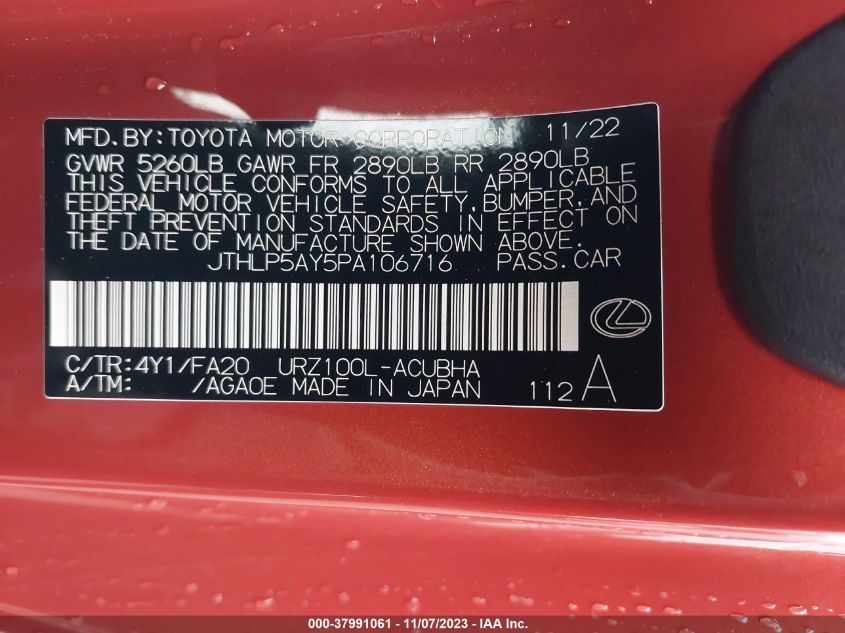 MFD. BY: TOYOTA MOTOR CORPORATION 11/22
GVWR 5260LB GAWR FR 2890LB RR 2890LB
THIS VEHICLE CONFORMS TO ALL APPLICABLE
FEDERAL MOTOR VEHICLE SAFETY, BUMPER, AND
THEFT PREVENTION STANDARDS IN EFFECT ON
THE DATE OF MANUFACTURE SHOWN ABOVE.
JTHLP5AY5PA106716 PASS. CAR
C/TR: 4Y1/FA20 URZ100L-ACUBHA
A/TM: /AGA0E MADE IN JAPAN 112 A
000-37991061 - 11/07/2023 - IAA Inc.